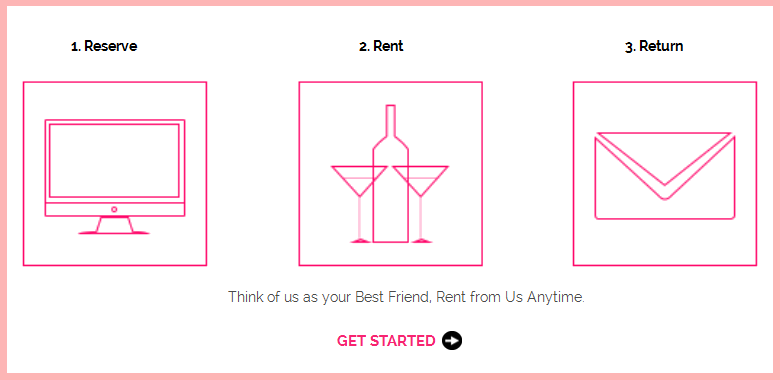 1. Reserve
2. Rent
3. Return
Think of us as your Best Friend, Rent from Us Anytime.
GET STARTED